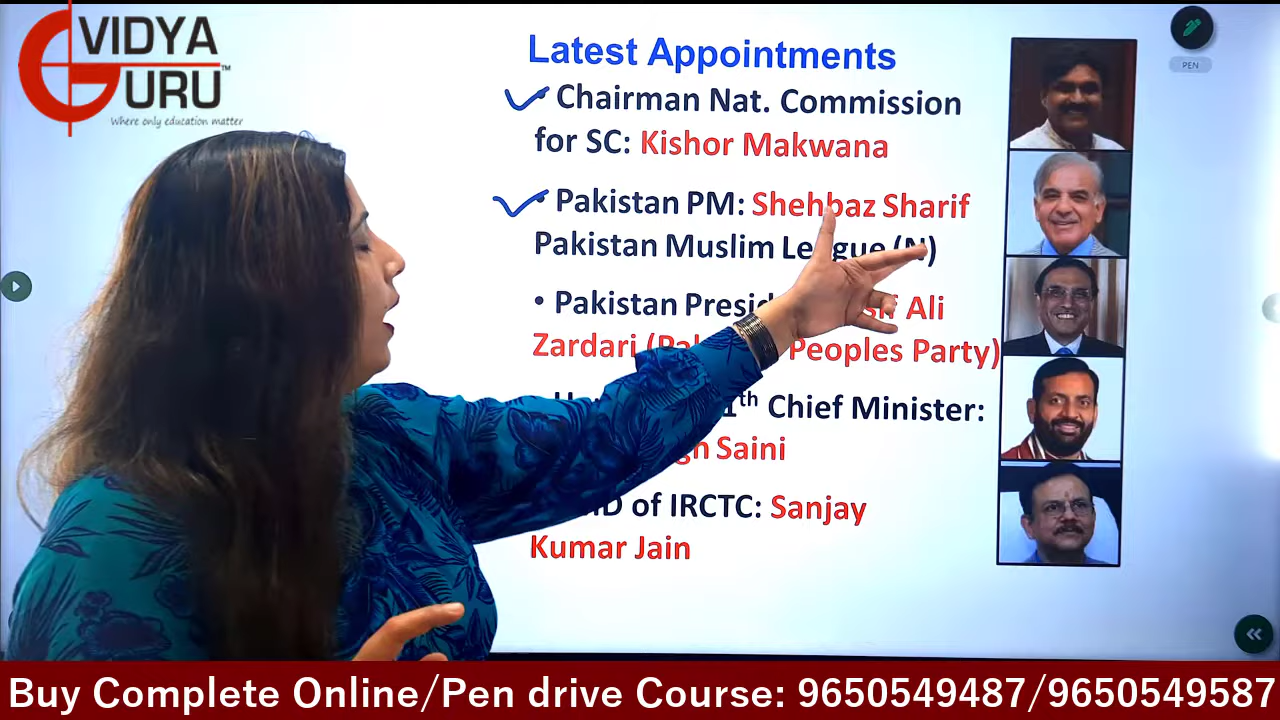 VIDYA
GURU™
Where only education matter
PEN
Latest Appointments
• Chairman Nat. Commission
for SC: Kishor Makwana
• Pakistan PM: Shehbaz Sharif
Pakistan Muslim League (N)
• Pakistan Ali
Zardari Peoples Party)
Chief Minister:
Saini
of IRCTC: Sanjay
Kumar Jain
Buy Complete Online/Pen drive Course: 9650549487/9650549587